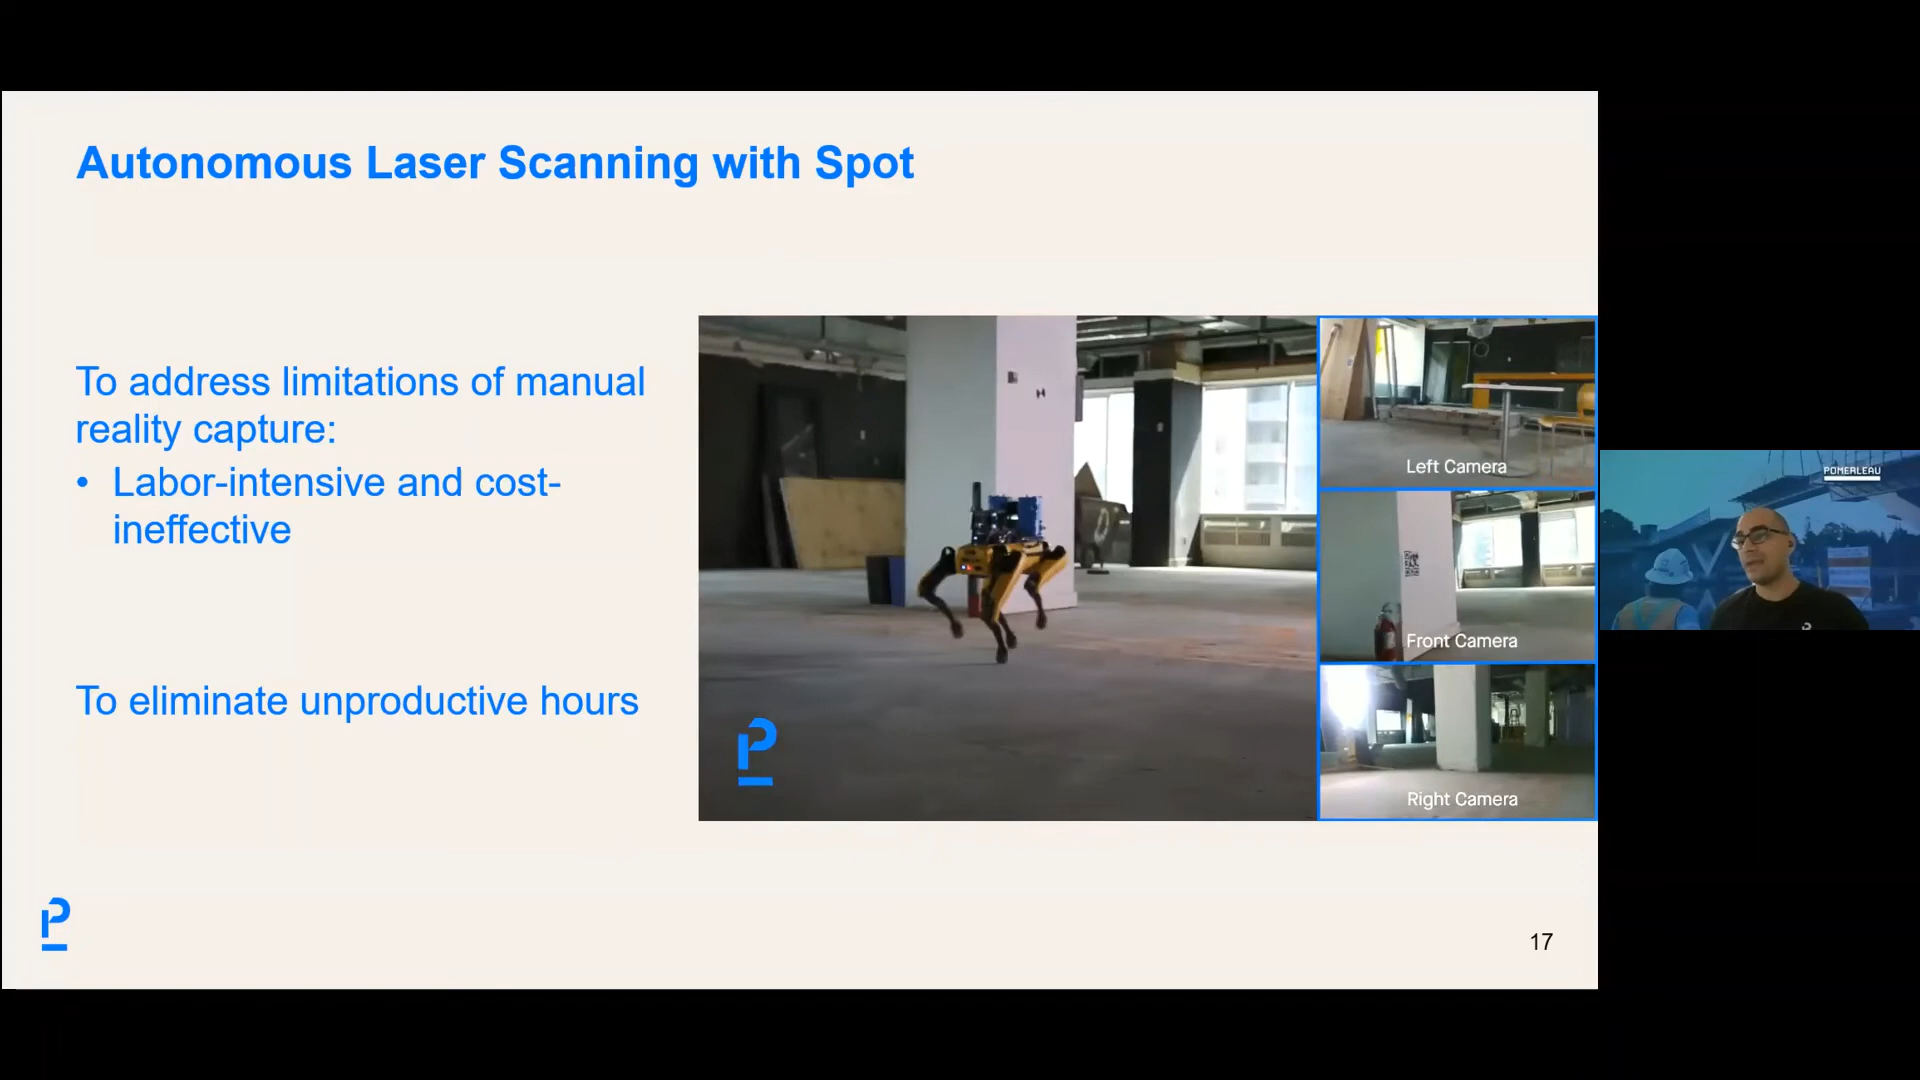 Autonomous Laser Scanning with Spot
To address limitations of manual
reality capture:
• Labor-intensive and cost-
ineffective
To eliminate unproductive hours
Left Camera
Front Camera
Right Camera
17
POMERLEAU